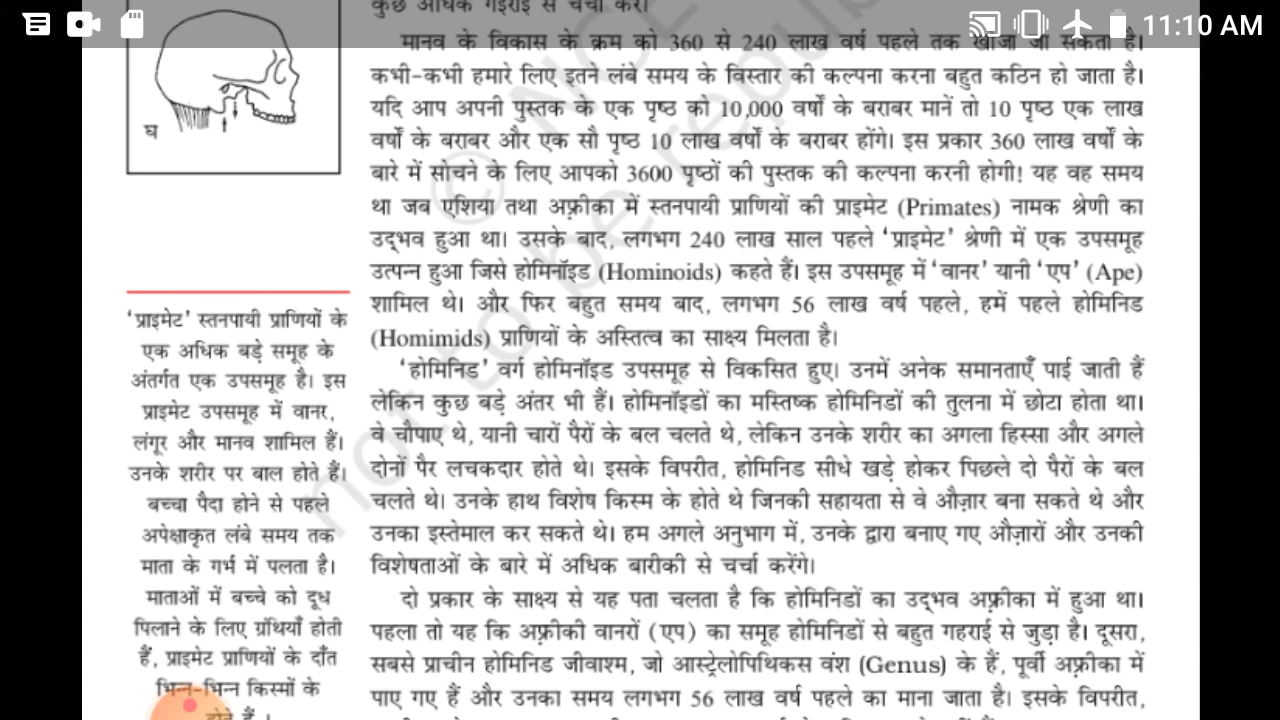 11:10 AM
कुछ अधिक गहराई से चर्चा करें।
मानव के विकास के क्रम को 360 से 240 लाख वर्ष पहले तक खोजा जा सकता है।
कभी-कभी हमारे लिए इतने लंबे समय के विस्तार की कल्पना करना बहुत कठिन हो जाता है।
यदि आप अपनी पुस्तक के एक पृष्ठ को 10,000 वर्षों के बराबर मानें तो 10 पृष्ठ एक लाख
वर्षों के बराबर और एक सौ पृष्ठ 10 लाख वर्षों के बराबर होंगे। इस प्रकार 360 लाख वर्षों के
बारे में सोचने के लिए आपको 3600 पृष्ठों की पुस्तक की कल्पना करनी होगी! यह वह समय
था जब एशिया तथा अफ़्रीका में स्तनपायी प्राणियों की प्राइमेट (Primates) नामक श्रेणी का
उद्भव हुआ था। उसके बाद, लगभग 240 लाख साल पहले 'प्राइमेट' श्रेणी में एक उपसमूह
उत्पन्न हुआ जिसे होमिनॉइड (Hominoids) कहते हैं। इस उपसमूह में 'वानर' यानी 'एप' (Ape)
शामिल थे। और फिर बहुत समय बाद, लगभग 56 लाख वर्ष पहले, हमें पहले होमिनिड
(Homimids) प्राणियों के अस्तित्व का साक्ष्य मिलता है।
'होमिनिड' वर्ग होमिनॉइड उपसमूह से विकसित हुए। उनमें अनेक समानताएँ पाई जाती हैं
लेकिन कुछ बड़े अंतर भी हैं। होमिनॉइडों का मस्तिष्क होमिनिडों की तुलना में छोटा होता था।
वे चौपाए थे, यानी चारों पैरों के बल चलते थे, लेकिन उनके शरीर का अगला हिस्सा और अगले
दोनों पैर लचकदार होते थे। इसके विपरीत, होमिनिड सीधे खड़े होकर पिछले दो पैरों के बल
चलते थे। उनके हाथ विशेष किस्म के होते थे जिनकी सहायता से वे औज़ार बना सकते थे और
उनका इस्तेमाल कर सकते थे। हम अगले अनुभाग में, उनके द्वारा बनाए गए औज़ारों और उनकी
विशेषताओं के बारे में अधिक बारीकी से चर्चा करेंगे।
दो प्रकार के साक्ष्य से यह पता चलता है कि होमिनिडों का उद्भव अफ़्रीका में हुआ था।
पहला तो यह कि अफ़्रीकी वानरों (एप) का समूह होमिनिडों से बहुत गहराई से जुड़ा है। दूसरा,
सबसे प्राचीन होमिनिड जीवाश्म, जो आस्ट्रेलोपिथिकस वंश (Genus) के हैं, पूर्वी अफ़्रीका में
पाए गए हैं और उनका समय लगभग 56 लाख वर्ष पहले का माना जाता है। इसके विपरीत,
घ
'प्राइमेट' स्तनपायी प्राणियों के
एक अधिक बड़े समूह के
अंतर्गत एक उपसमूह है। इस
प्राइमेट उपसमूह में वानर,
लंगूर और मानव शामिल हैं।
उनके शरीर पर बाल होते हैं।
बच्चा पैदा होने से पहले
अपेक्षाकृत लंबे समय तक
माता के गर्भ में पलता है।
माताओं में बच्चे को दूध
पिलाने के लिए ग्रंथियाँ होती
हैं, प्राइमेट प्राणियों के दाँत
भिन्न-भिन्न किस्मों के
होते हैं।
not to be republ
© NCE